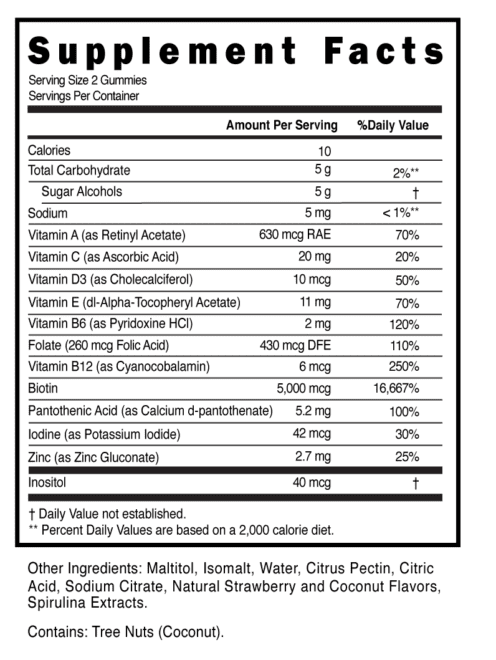 Supplement Facts
Serving Size 2 Gummies
Servings Per Container
Amount Per Serving %Daily Value
Calories 10
Total Carbohydrate 5 g 2%**
Sugar Alcohols 5 g †
Sodium 5 mg < 1%**
Vitamin A (as Retinyl Acetate) 630 mcg RAE 70%
Vitamin C (as Ascorbic Acid) 20 mg 20%
Vitamin D3 (as Cholecalciferol) 10 mcg 50%
Vitamin E (dl-Alpha-Tocopheryl Acetate) 11 mg 70%
Vitamin B6 (as Pyridoxine HCl) 2 mg 120%
Folate (260 mcg Folic Acid) 430 mcg DFE 110%
Vitamin B12 (as Cyanocobalamin) 6 mcg 250%
Biotin 5,000 mcg 16,667%
Pantothenic Acid (as Calcium d-pantothenate) 5.2 mg 100%
Iodine (as Potassium Iodide) 42 mcg 30%
Zinc (as Zinc Gluconate) 2.7 mg 25%
Inositol 40 mcg †
† Daily Value not established.
** Percent Daily Values are based on a 2,000 calorie diet.
Other Ingredients: Maltitol, Isomalt, Water, Citrus Pectin, Citric
Acid, Sodium Citrate, Natural Strawberry and Coconut Flavors,
Spirulina Extracts.
Contains: Tree Nuts (Coconut).